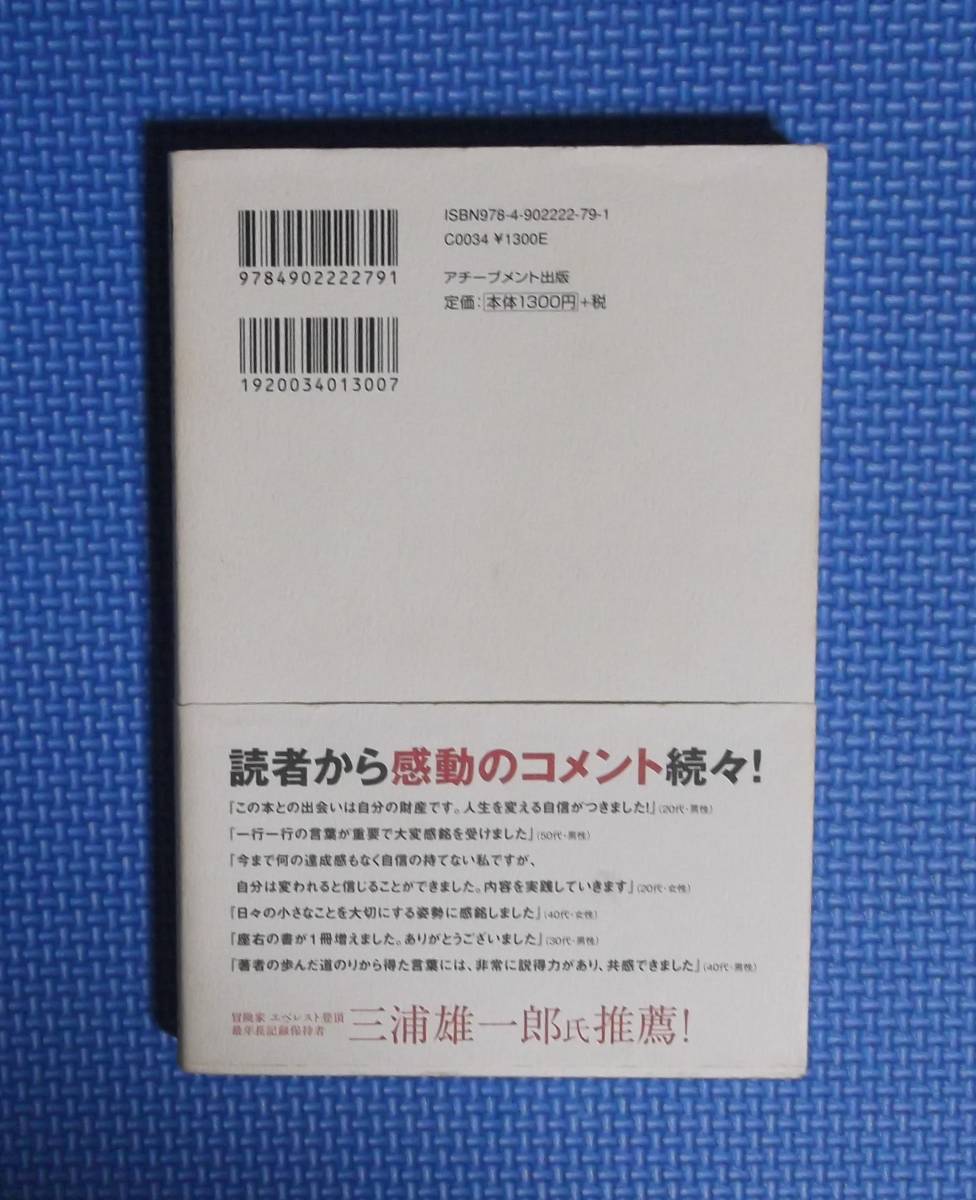 9784902222791
1920034013007
ISBN978-4-902222-79-1
C0034 ¥1300E
アチーブメント出版
定価：本体1300円+税
読者から感動のコメント続々！
『この本との出会いは自分の財産です。人生を変える自信がつきました！』（20代・男性）
『一行一行の言葉が重要で大変感銘を受けました』（50代・男性）
『今まで何の達成感もなく自信の持てない私ですが、
自分は変われると信じることができました。内容を実践していきます』（20代・女性）
『日々の小さなことを大切にする姿勢に感銘しました』（40代・女性）
『座右の書が1冊増えました。ありがとうございました』（30代・男性）
『著者の歩んだ道のりから得た言葉には、非常に説得力があり、共感できました』（40代・男性）
冒険家 エベレスト登頂
最年長記録保持者
三浦雄一郎氏推薦！